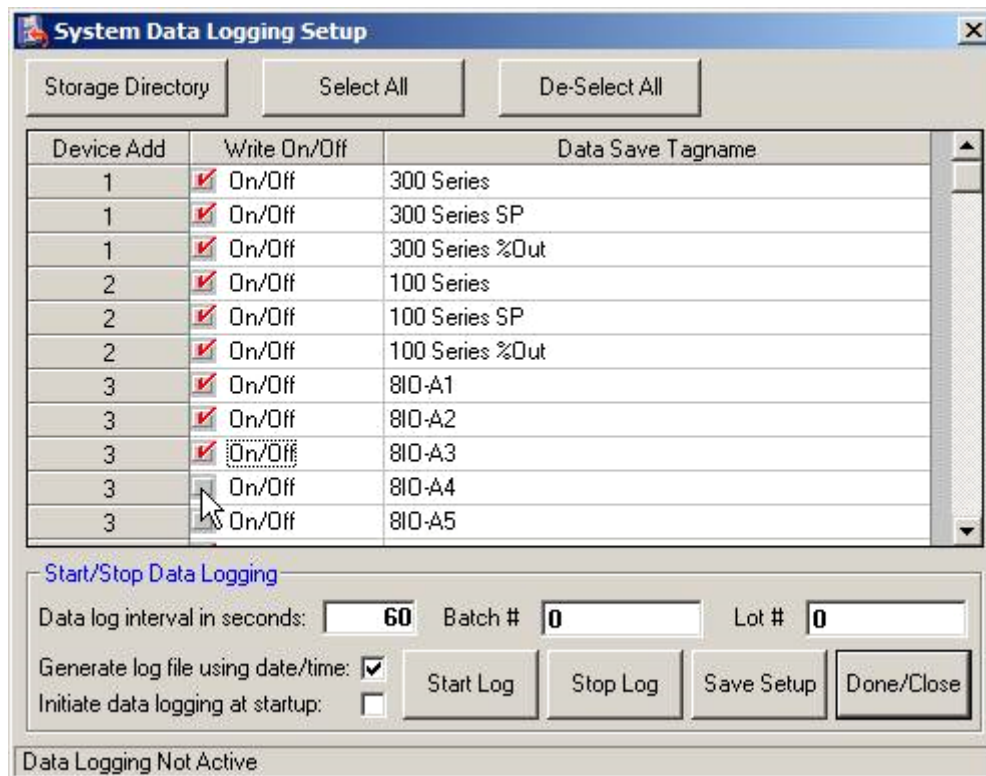 System Data Logging Setup
Storage Directory Select All De-Select All
Device Add Write On/Off Data Save Tagname
1 On/Off 300 Series
1 On/Off 300 Series SP
1 On/Off 300 Series %Out
2 On/Off 100 Series
2 On/Off 100 Series SP
2 On/Off 100 Series %Out
3 On/Off 8IO-A1
3 On/Off 8IO-A2
3 On/Off 8IO-A3
3 On/Off 8IO-A4
3 On/Off 8IO-A5
Start/Stop Data Logging
Data log interval in seconds: 60 Batch # 0 Lot # 0
Generate log file using date/time:
Initiate data logging at startup:
Start Log Stop Log Save Setup Done/Close
Data Logging Not Active